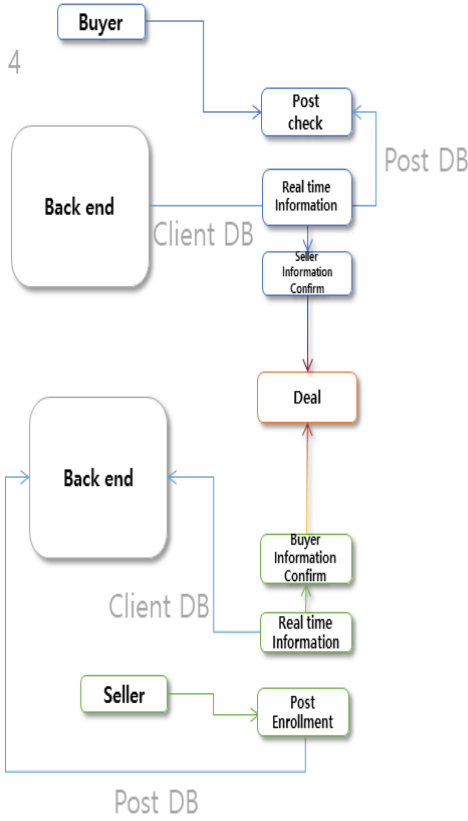 Buyer
4
Post
check
Post DB
Real time
Information
Back end
Client DB
Seller
Information
Confirm
Deal
Back end
Buyer
Information
Confirm
Client DB
Real time
Information
Seller
Post
Enrollment
Post DB